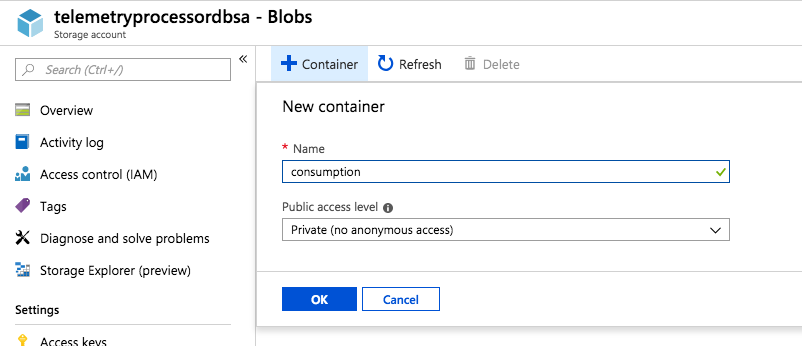 telemetryprocessordbsa - Blobs
Storage account
Search (Ctrl+/)
«
Overview
Activity log
Access control (IAM)
Tags
Diagnose and solve problems
Storage Explorer (preview)
Settings
Access keys
+ Container
Refresh
Delete
New container
* Name
consumption
Public access level
Private (no anonymous access)
OK
Cancel